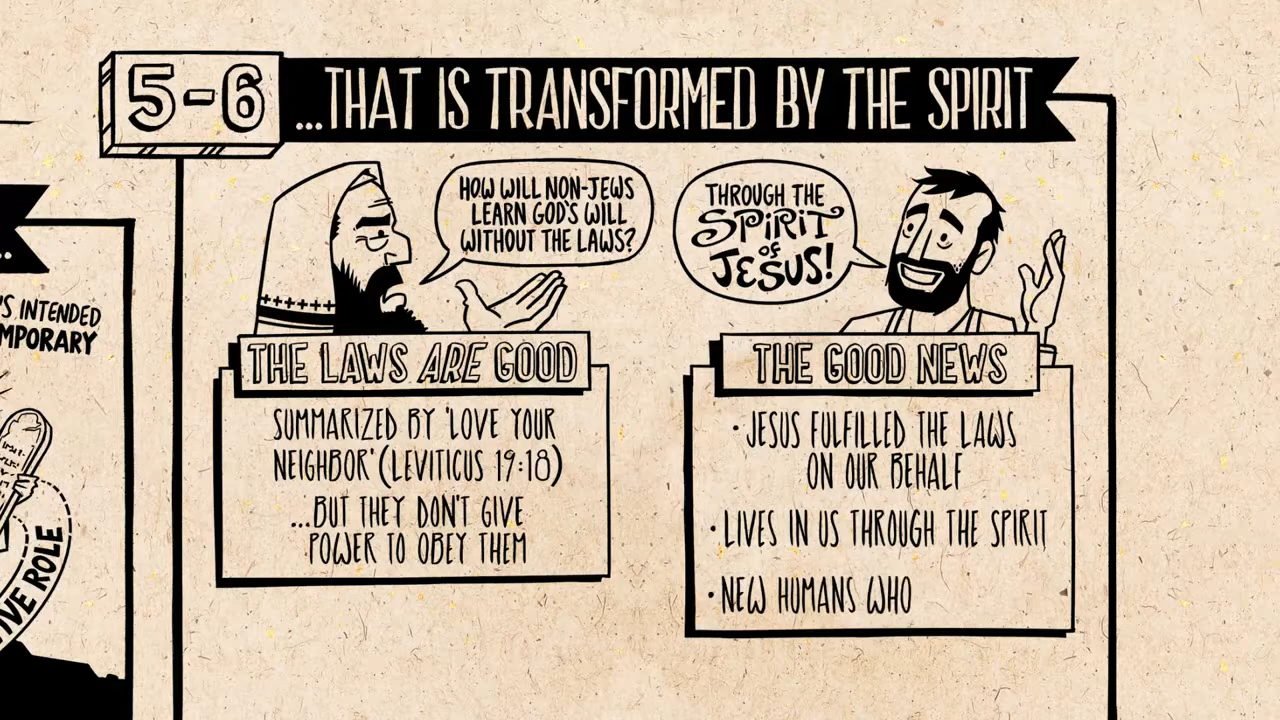 5-6
...THAT IS TRANSFORMED BY THE SPIRIT
HOW WILL NON-JEWS
LEARN GOD'S WILL
WITHOUT THE LAWS?
THROUGH THE
SPIRIT
OF
JESUS!
THE LAWS ARE GOOD
SUMMARIZED BY 'LOVE YOUR
NEIGHBOR' (LEVITICUS 19:18)
...BUT THEY DON'T GIVE
POWER TO OBEY THEM
THE GOOD NEWS
• JESUS FULFILLED THE LAWS
ON OUR BEHALF
• LIVES IN US THROUGH THE SPIRIT
• NEW HUMANS WHO
...
'S INTENDED
MPORARY
TIVE ROLE